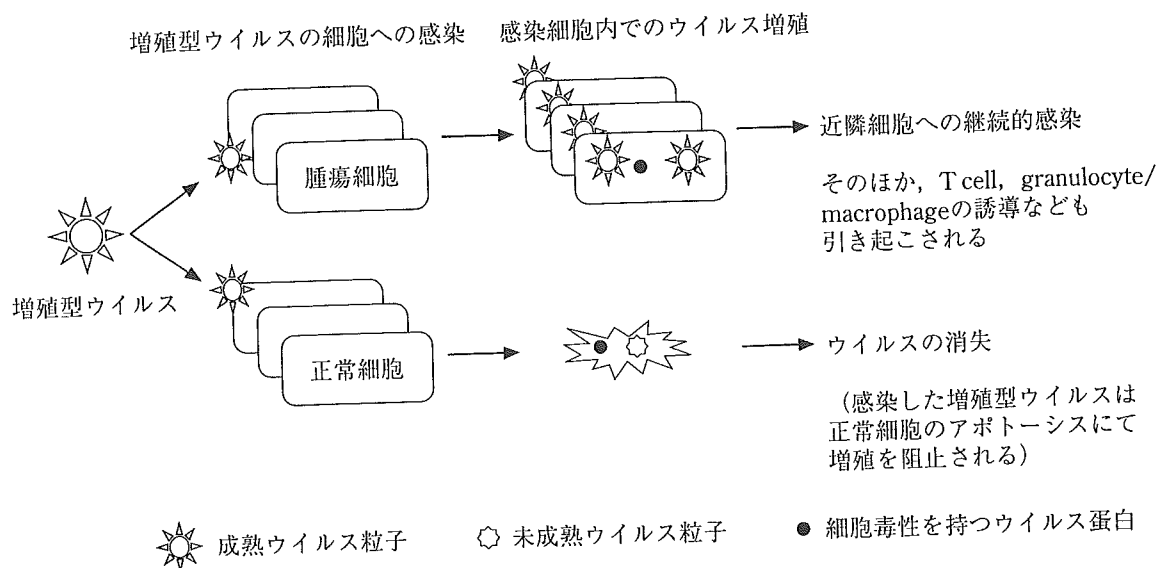 増殖型ウイルスの細胞への感染
感染細胞内でのウイルス増殖
腫瘍細胞
近隣細胞への継続的感染
そのほか，T cell，granulocyte/
macrophageの誘導なども
引き起こされる
増殖型ウイルス
正常細胞
ウイルスの消失
（感染した増殖型ウイルスは
正常細胞のアポトーシスにて
増殖を阻止される）
成熟ウイルス粒子
未成熟ウイルス粒子
細胞毒性を持つウイルス蛋白